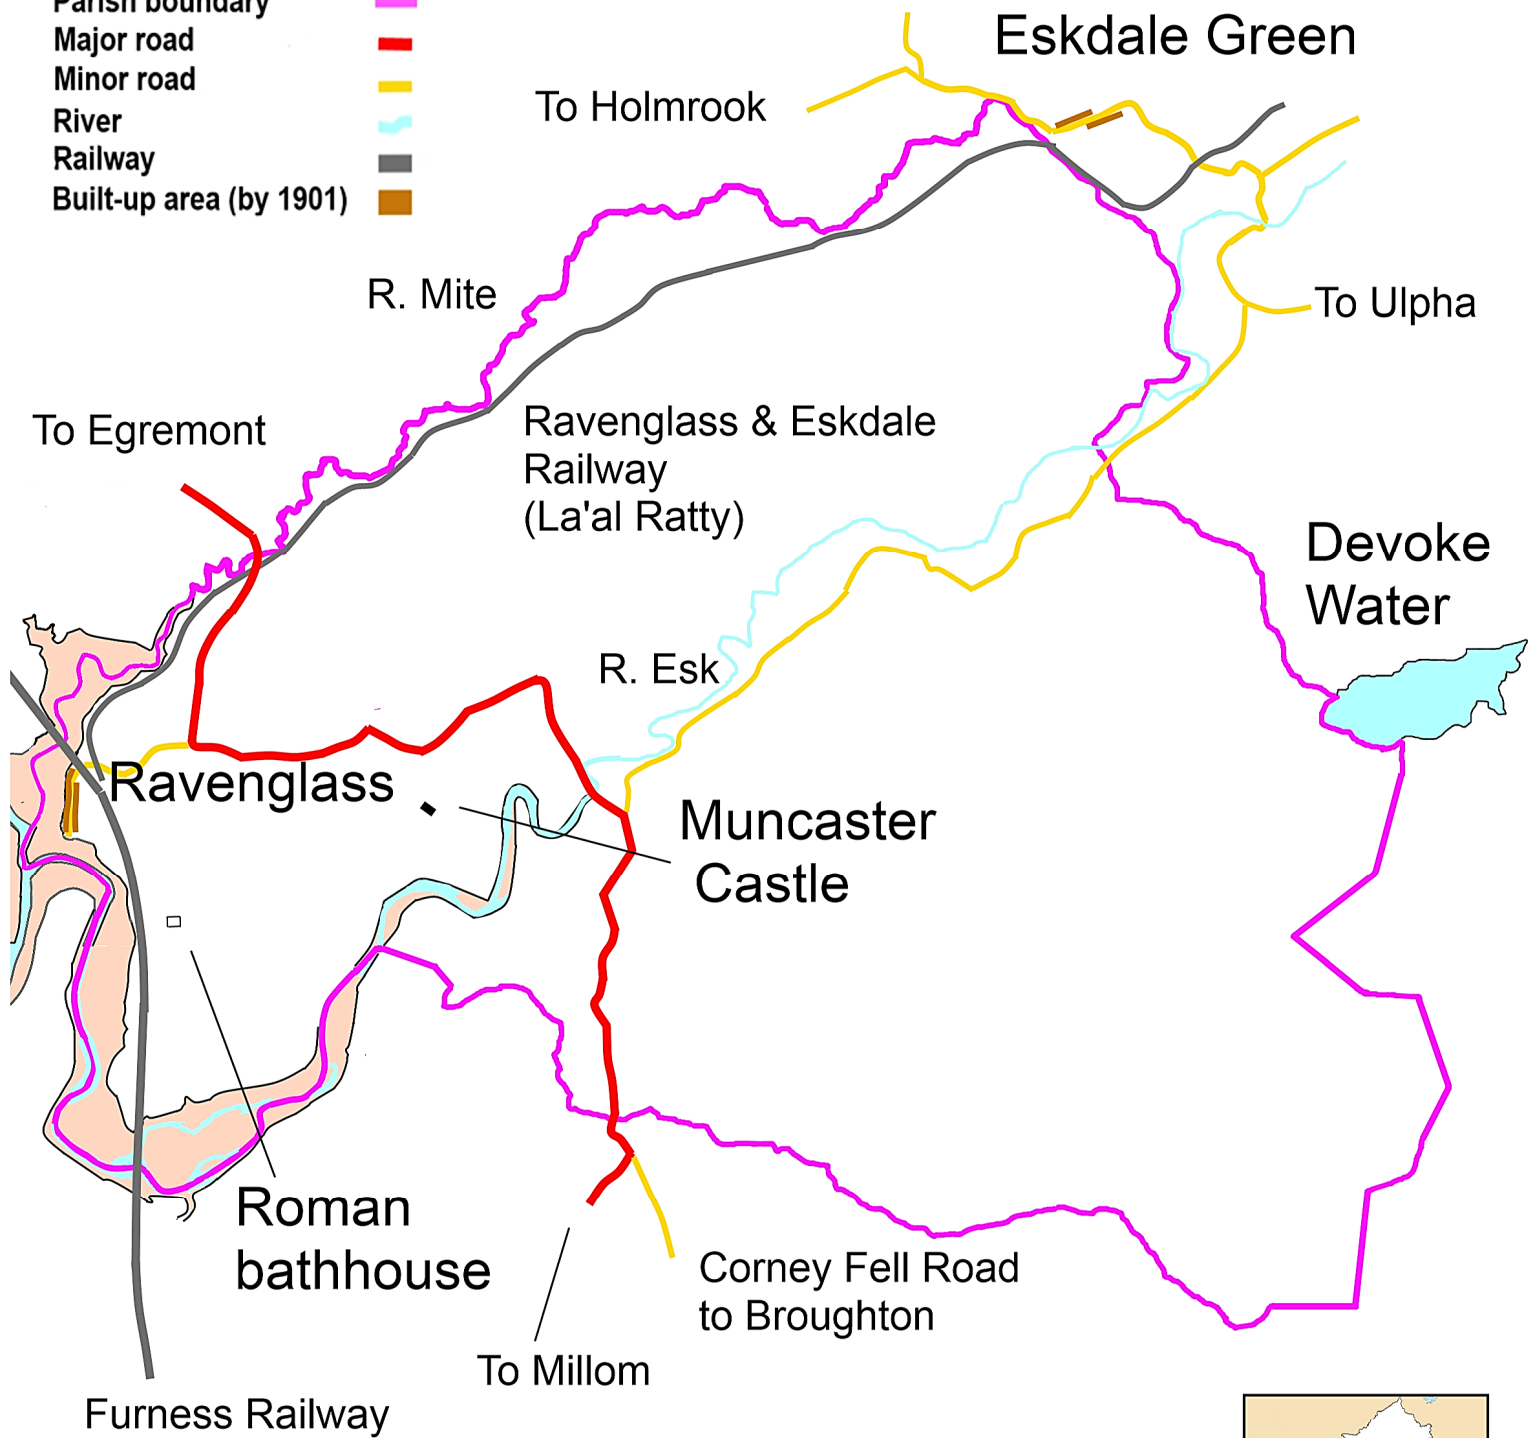 Parish boundary
Major road
Minor road
River
Railway
Built-up area (by 1901)
Eskdale Green
To Holmrook
R. Mite
To Ulpha
To Egremont
Ravenglass & Eskdale
Railway
(La'al Ratty)
Devoke
Water
R. Esk
Ravenglass
Muncaster
Castle
Roman
bathhouse
Corney Fell Road
to Broughton
To Millom
Furness Railway